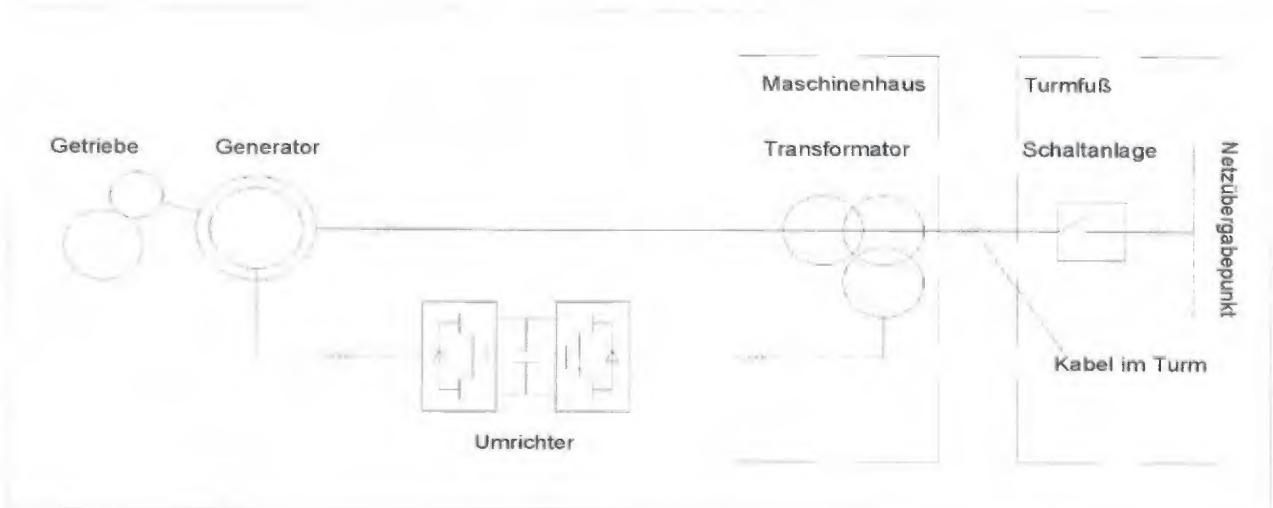 Maschinenhaus
Turmfuß
Getriebe
Generator
Transformator
Schaltanlage
Netzübergabepunkt
Kabel im Turm
Umrichter